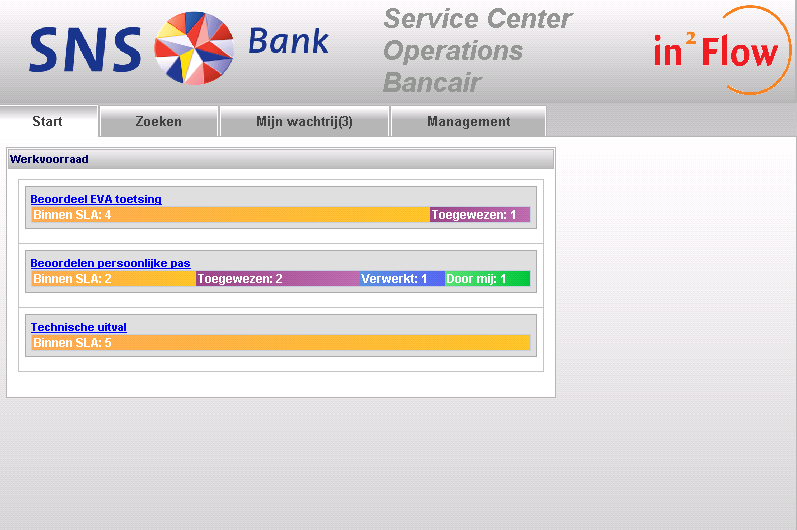 SNS Bank
Service Center
Operations
Bancair
in2 Flow
Start
Zoeken
Mijn wachtrij(3)
Management
Werkvoorraad
Beoordeel EVA toetsing
Binnen SLA: 4 Toegewezen: 1
Beoordelen persoonlijke pas
Binnen SLA: 2 Toegewezen: 2 Verwerkt: 1 Door mij: 1
Technische uitval
Binnen SLA: 5